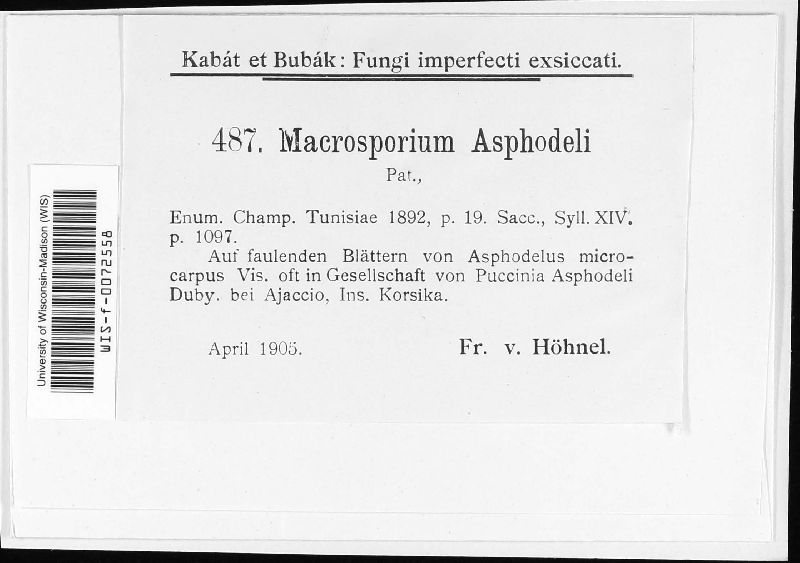 Kabát et Bubák: Fungi imperfecti exsiccati.
487. Macrosporium Asphodeli
Pat.,
Enum. Champ. Tunisiae 1892, p. 19. Sacc., Syll. XIV.
p. 1097.
Auf faulenden Blättern von Asphodelus micro-
carpus Vis. oft in Gesellschaft von Puccinia Asphodeli
Duby. bei Ajaccio, Ins. Korsika.
April 1905.
Fr. v. Höhnel.
University of Wisconsin-Madison (WIS)
WIS-f-0072558